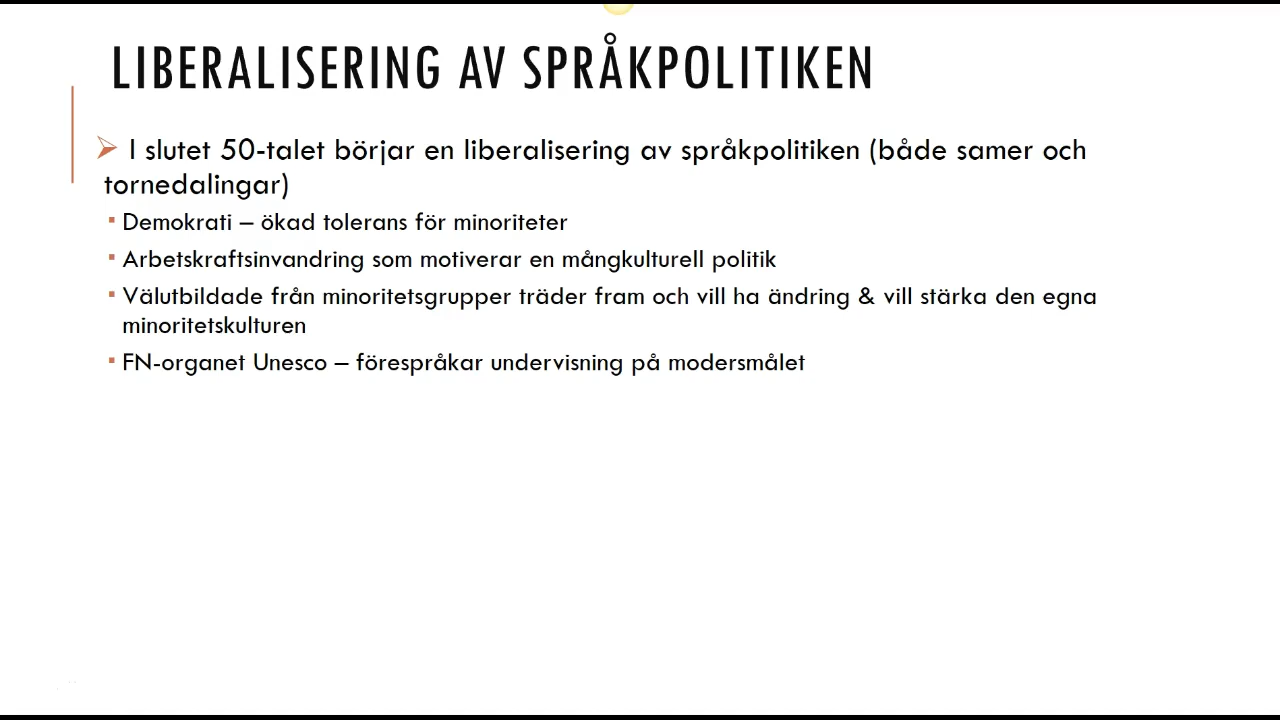 LIBERALISERING AV SPRÅKPOLITIKEN
➢ I slutet 50-talet börjar en liberalisering av språkpolitiken (både samer och
tornedalingar)
▪ Demokrati – ökad tolerans för minoriteter
▪ Arbetskraftsinvandring som motiverar en mångkulturell politik
▪ Välutbildade från minoritetsgrupper träder fram och vill ha ändring & vill stärka den egna
minoritetskulturen
▪ FN-organet Unesco – förespråkar undervisning på modersmålet